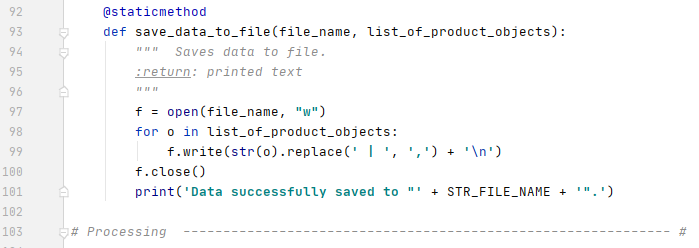 92 @staticmethod
93 def save_data_to_file(file_name, list_of_product_objects):
94 """  Saves data to file.
95 :return: printed text
96 """
97 f = open(file_name, "w")
98 for o in list_of_product_objects:
99 f.write(str(o).replace(' | ', ',') + '\n')
100 f.close()
101 print('Data successfully saved to "' + STR_FILE_NAME + '".')
102
103 # Processing  ------------------------------------------------------------- #